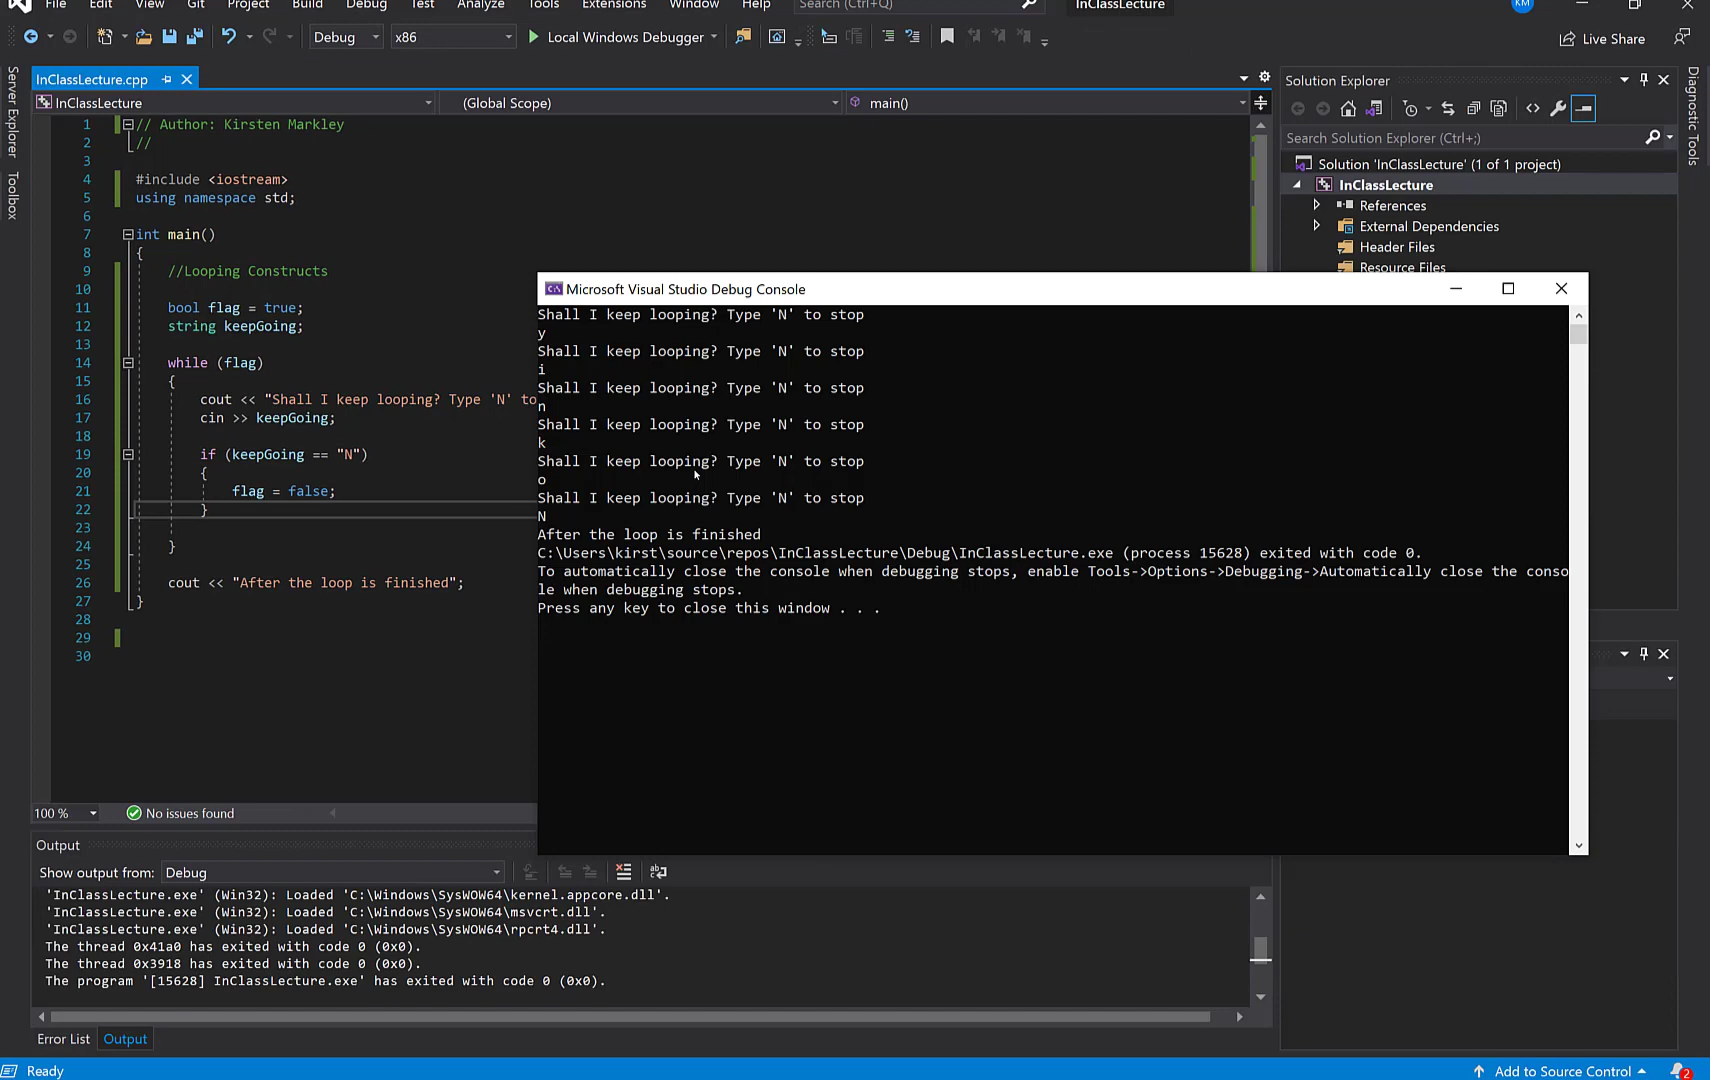 File Edit View Git Project Build Debug Test Analyze Tools Extensions Window Help Search (Ctrl+Q) InClassLecture KM
Debug x86 Local Windows Debugger Live Share
InClassLecture.cpp
InClassLecture (Global Scope) main()
Server Explorer
Toolbox
1 // Author: Kirsten Markley
2 //
3
4 #include <iostream>
5 using namespace std;
6
7 int main()
8 {
9 //Looping Constructs
10
11 bool flag = true;
12 string keepGoing;
13
14 while (flag)
15 {
16 cout << "Shall I keep looping? Type 'N' to
17 cin >> keepGoing;
18
19 if (keepGoing == "N")
20 {
21 flag = false;
22 }
23
24 }
25
26 cout << "After the loop is finished";
27 }
28
29
30
100 % No issues found
Microsoft Visual Studio Debug Console
Shall I keep looping? Type 'N' to stop
y
Shall I keep looping? Type 'N' to stop
i
Shall I keep looping? Type 'N' to stop
n
Shall I keep looping? Type 'N' to stop
k
Shall I keep looping? Type 'N' to stop
o
Shall I keep looping? Type 'N' to stop
N
After the loop is finished
C:\Users\kirst\source\repos\InClassLecture\Debug\InClassLecture.exe (process 15628) exited with code 0.
To automatically close the console when debugging stops, enable Tools->Options->Debugging->Automatically close the conso
le when debugging stops.
Press any key to close this window . . .
Solution Explorer
Search Solution Explorer (Ctrl+;)
Solution 'InClassLecture' (1 of 1 project)
InClassLecture
References
External Dependencies
Header Files
Resource Files
Diagnostic Tools
Output
Show output from: Debug
'InClassLecture.exe' (Win32): Loaded 'C:\Windows\SysWOW64\kernel.appcore.dll'.
'InClassLecture.exe' (Win32): Loaded 'C:\Windows\SysWOW64\msvcrt.dll'.
'InClassLecture.exe' (Win32): Loaded 'C:\Windows\SysWOW64\rpcrt4.dll'.
The thread 0x41a0 has exited with code 0 (0x0).
The thread 0x3918 has exited with code 0 (0x0).
The program '[15628] InClassLecture.exe' has exited with code 0 (0x0).
Error List Output
Ready Add to Source Control 2